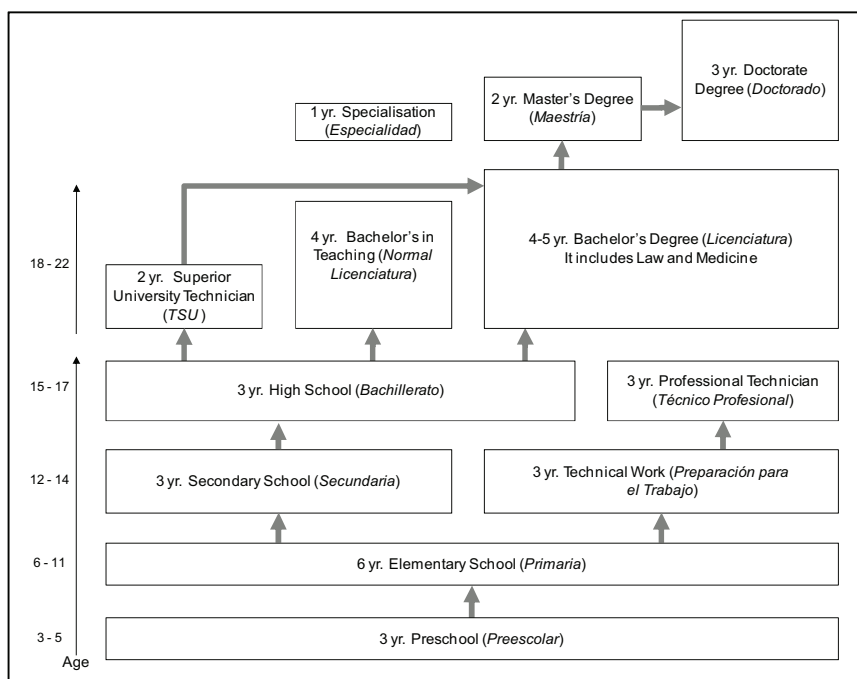 3 yr. Doctorate
Degree (Doctorado)
2 yr. Master's Degree
(Maestría)
1 yr. Specialisation
(Especialidad)
4 yr. Bachelor's in
Teaching (Normal
Licenciatura)
4-5 yr. Bachelor's Degree (Licenciatura)
It includes Law and Medicine
18 - 22
2 yr. Superior
University Technician
(TSU )
15 - 17
3 yr. High School (Bachillerato)
3 yr. Professional Technician
(Técnico Profesional)
12 - 14
3 yr. Secondary School (Secundaria)
3 yr. Technical Work (Preparación para
el Trabajo)
6 - 11
6 yr. Elementary School (Primaria)
3 - 5
3 yr. Preschool (Preescolar)
Age